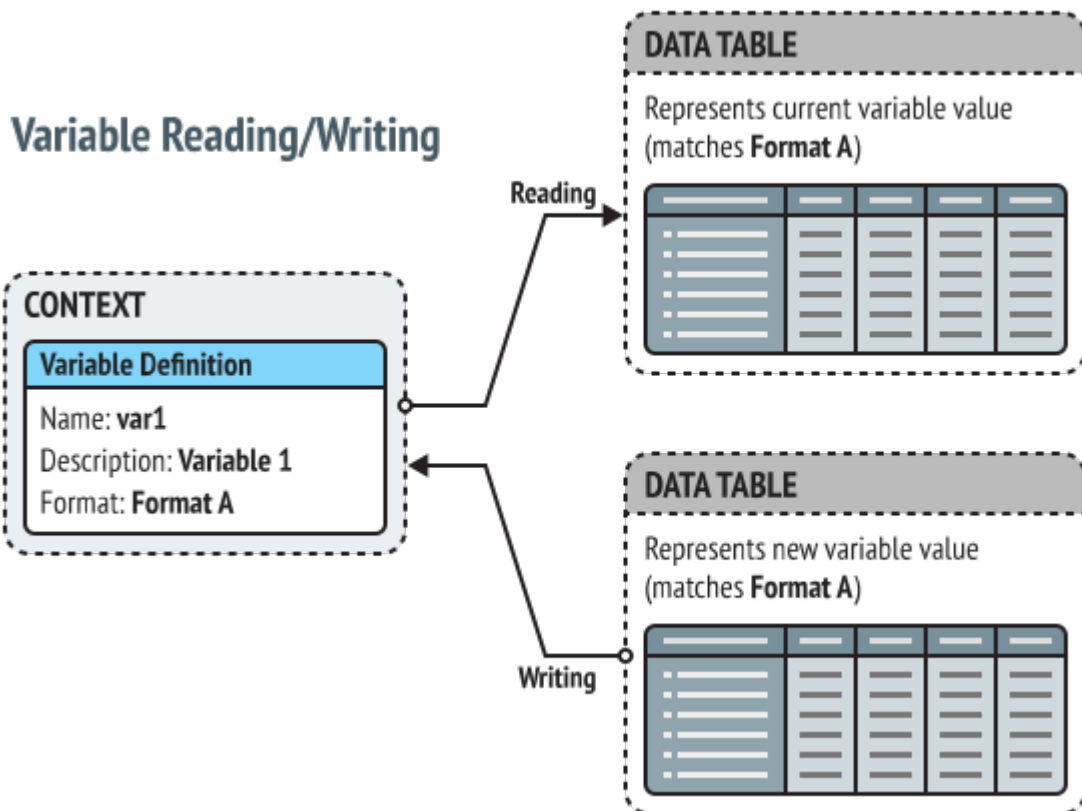 Variable Reading/Writing
CONTEXT
Variable Definition
Name: var1
Description: Variable 1
Format: Format A
Reading
DATA TABLE
Represents current variable value
(matches Format A)
Writing
DATA TABLE
Represents new variable value
(matches Format A)